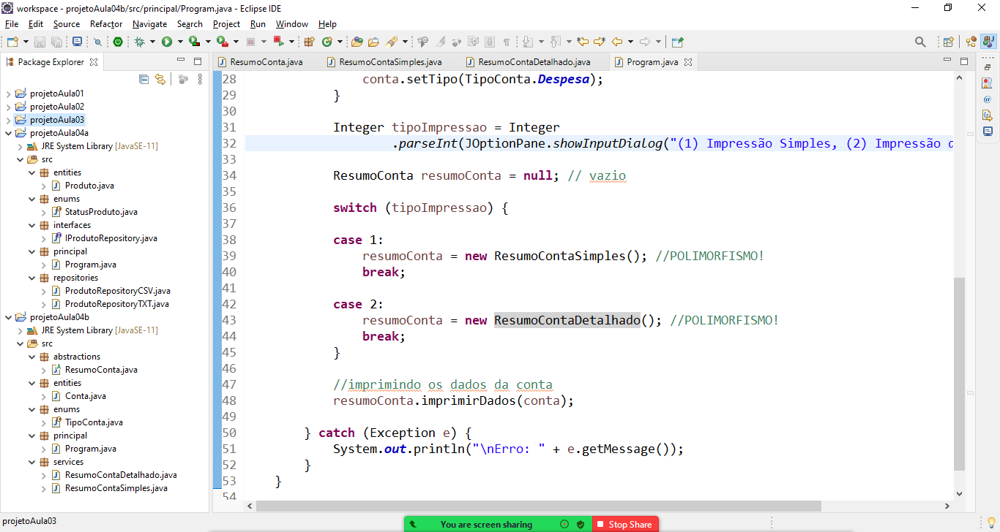 workspace - projetoAula04b/src/principal/Program.java - Eclipse IDE
File Edit Source Refactor Navigate Search Project Run Window Help
Package Explorer
projetoAula01
projetoAula02
projetoAula03
projetoAula04a
JRE System Library [JavaSE-11]
src
entities
Produto.java
enums
StatusProduto.java
interfaces
IProdutoRepository.java
principal
Program.java
repositories
ProdutoRepositoryCSV.java
ProdutoRepositoryTXT.java
projetoAula04b
JRE System Library [JavaSE-11]
src
abstractions
ResumoConta.java
entities
Conta.java
enums
TipoConta.java
principal
Program.java
services
ResumoContaDetalhado.java
ResumoContaSimples.java
ResumoConta.java ResumoContaSimples.java ResumoContaDetalhado.java Program.java
28 conta.setTipo(TipoConta.Despesa);
29 }
30
31 Integer tipoImpressao = Integer
32 .parseInt(JOptionPane.showInputDialog("(1) Impressão Simples, (2) Impressão
33
34 ResumoConta resumoConta = null; // vazio
35
36 switch (tipoImpressao) {
37
38 case 1:
39 resumoConta = new ResumoContaSimples(); //POLIMORFISMO!
40 break;
41
42 case 2:
43 resumoConta = new ResumoContaDetalhado(); //POLIMORFISMO!
44 break;
45 }
46
47 //imprimindo os dados da conta
48 resumoConta.imprimirDados(conta);
49
50 } catch (Exception e) {
51 System.out.println("\nErro: " + e.getMessage());
52 }
53 }
54
projetoAula03
You are screen sharing Stop Share